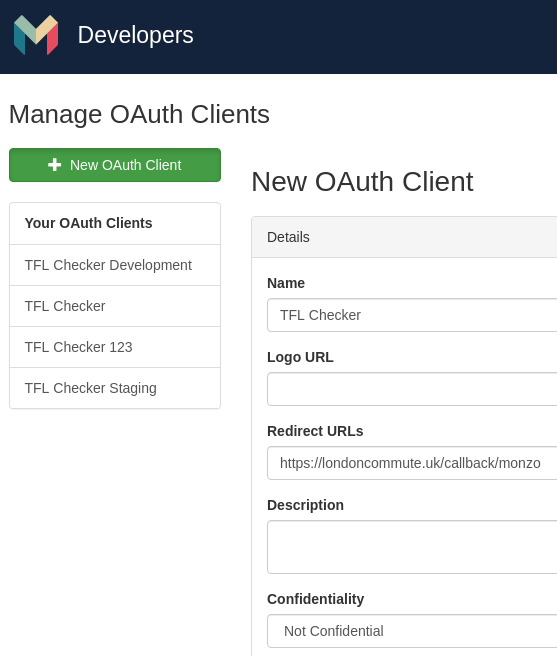 Developers
Manage OAuth Clients
New OAuth Client
Your OAuth Clients
TFL Checker Development
TFL Checker
TFL Checker 123
TFL Checker Staging
New OAuth Client
Details
Name
TFL Checker
Logo URL
Redirect URLs
https://londoncommute.uk/callback/monzo
Description
Confidentiality
Not Confidential